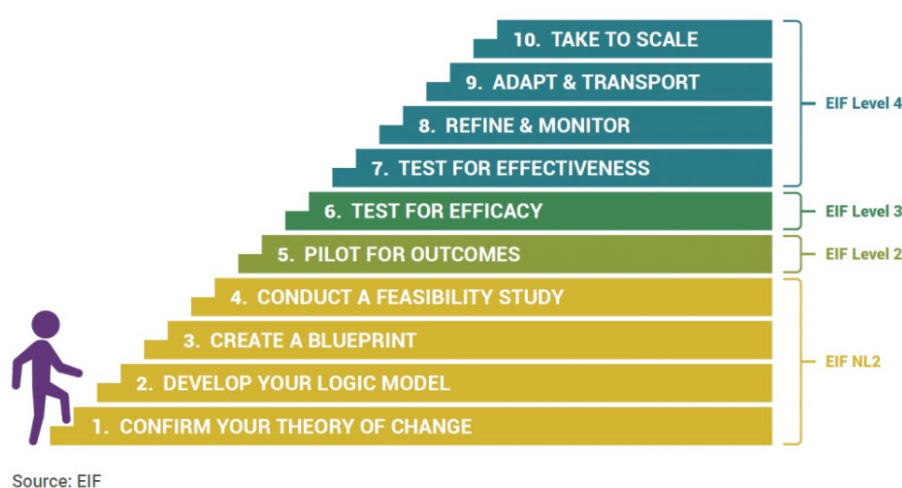 10. TAKE TO SCALE
9. ADAPT & TRANSPORT
8. REFINE & MONITOR
7. TEST FOR EFFECTIVENESS
EIF Level 4
6. TEST FOR EFFICACY
EIF Level 3
5. PILOT FOR OUTCOMES
EIF Level 2
4. CONDUCT A FEASIBILITY STUDY
3. CREATE A BLUEPRINT
2. DEVELOP YOUR LOGIC MODEL
1. CONFIRM YOUR THEORY OF CHANGE
EIF NL2
Source: EIF